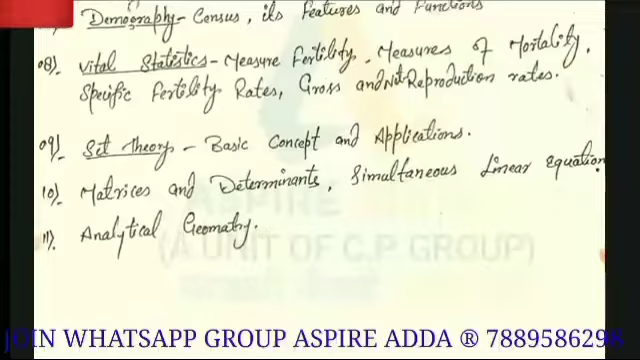 Demography - Census, its Features and Functions
08). Vital Statistics - Measure Fertility, Measures of Mortality,
Specific Fertility Rates, Gross and Net Reproduction rates.
09). Set Theory - Basic Concept and Applications.
10). Matrices and Determinants, Simultaneous Linear Equation
11). Analytical Geomatry.
ASPIRE
(A UNIT OF C.P GROUP)
JOIN WHATSAPP GROUP ASPIRE ADDA ® 7889586298